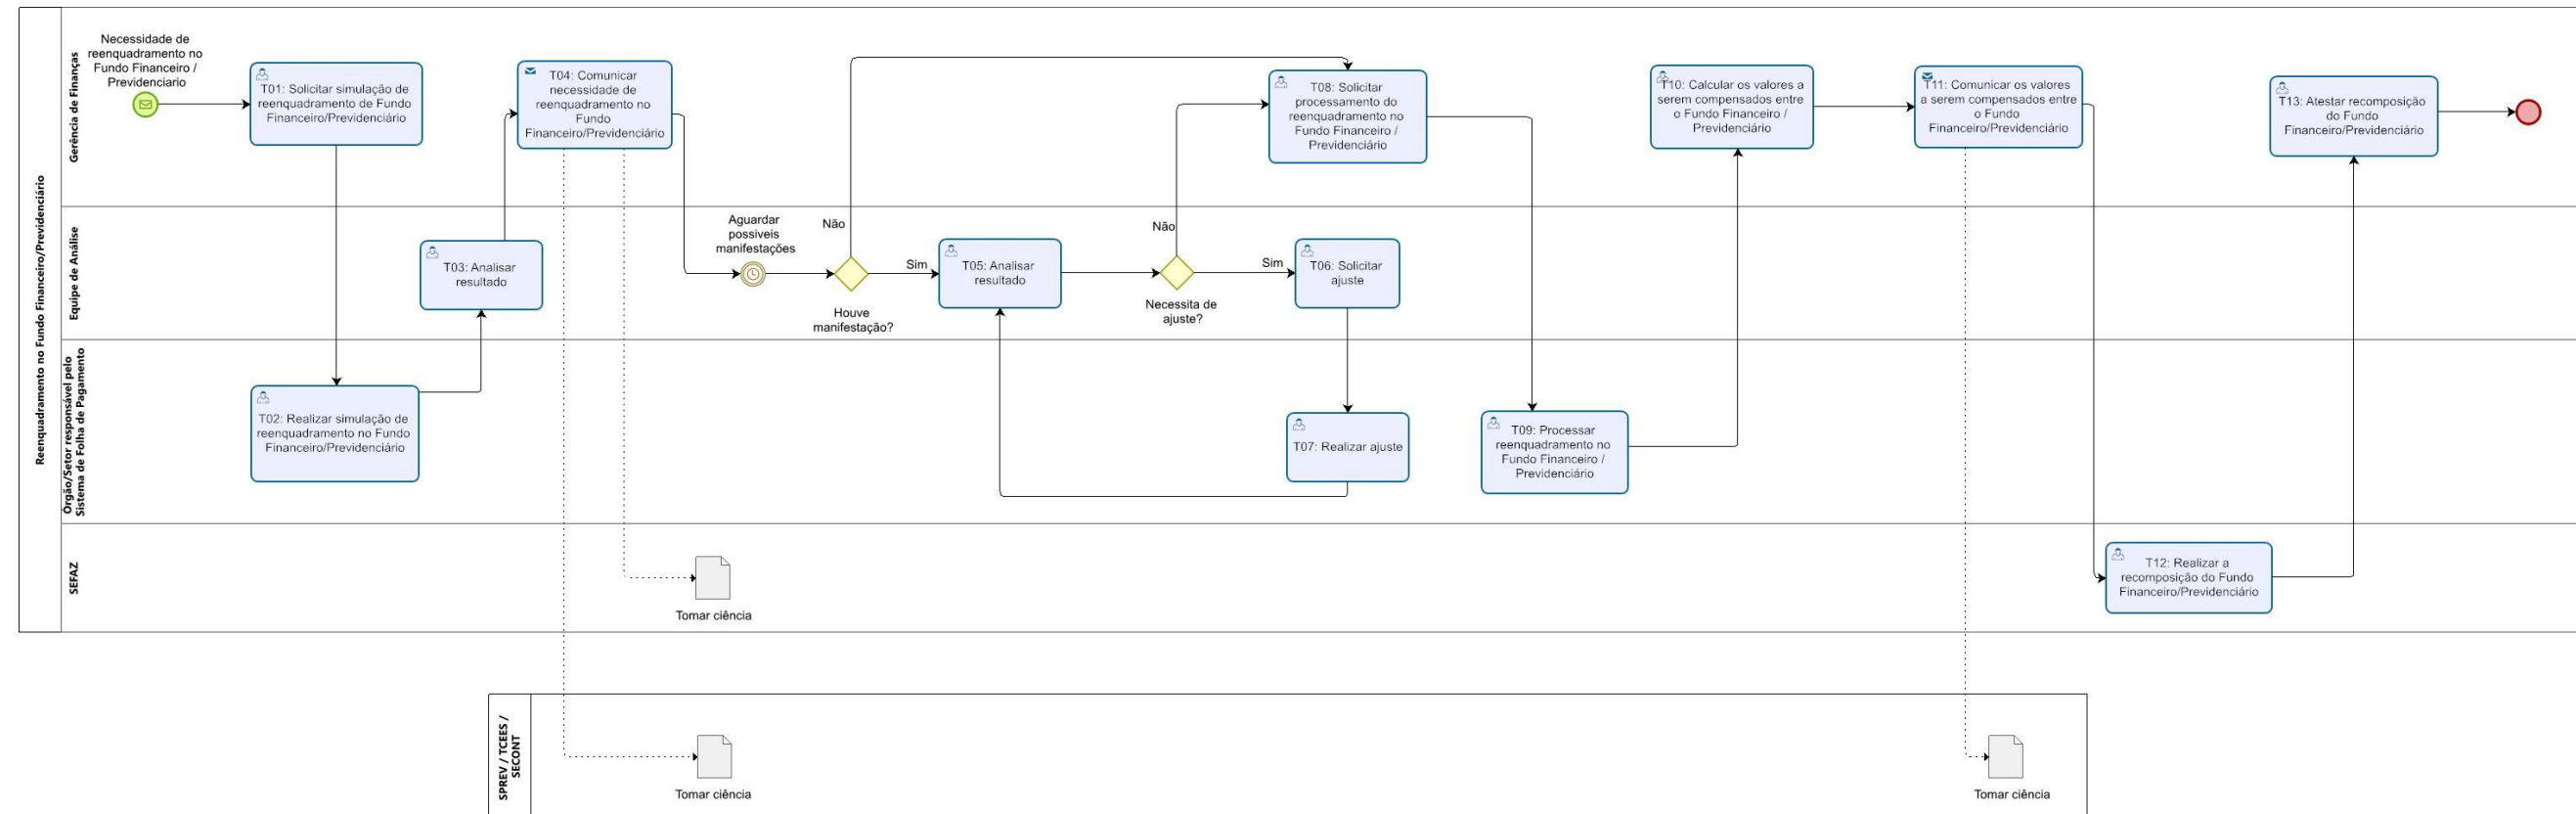 Reenquadramento no Fundo Financeiro/Previdenciário
Gerência de Finanças
Necessidade de
reenquadramento no
Fundo Financeiro /
Previdenciario
T01: Solicitar simulação de
reenquadramento de Fundo
Financeiro/Previdenciário
T04: Comunicar
necessidade de
reenquadramento no
Fundo
Financeiro/Previdenciário
T08: Solicitar
processamento do
reenquadramento no
Fundo Financeiro /
Previdenciário
T10: Calcular os valores a
serem compensados entre
o Fundo Financeiro /
Previdenciário
T11: Comunicar os valores
a serem compensados entre
o Fundo
Financeiro/Previdenciário
T13: Atestar recomposição
do Fundo
Financeiro/Previdenciário
Equipe de Análise
T03: Analisar
resultado
Aguardar
possiveis
manifestações
Não
Houve
manifestação?
Sim
T05: Analisar
resultado
Não
Necessita de
ajuste?
Sim
T06: Solicitar
ajuste
Órgão/Setor responsável pelo
Sistema de Folha de Pagamento
T02: Realizar simulação de
reenquadramento no Fundo
Financeiro/Previdenciário
T07: Realizar ajuste
T09: Processar
reenquadramento no
Fundo Financeiro /
Previdenciário
SEFAZ
Tomar ciência
T12: Realizar a
recomposição do Fundo
Financeiro/Previdenciário
SPREV / TCEES /
SECONT
Tomar ciência
Tomar ciência